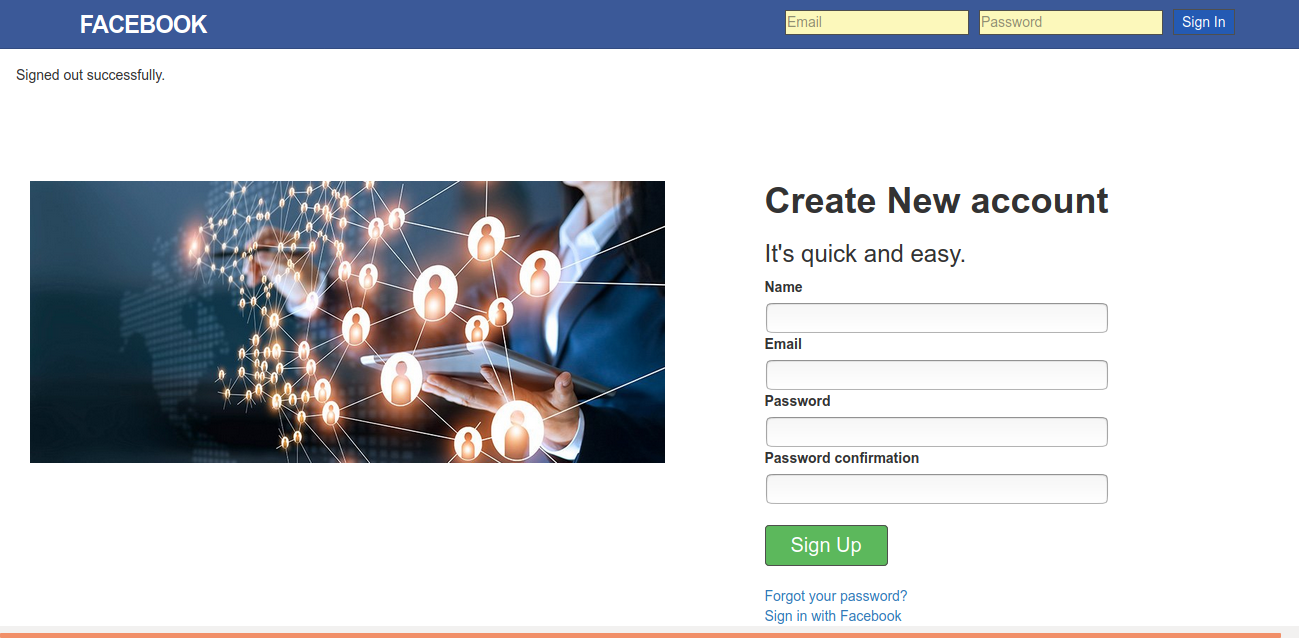 FACEBOOK
Email
Password
Sign In
Signed out successfully.
Create New account
It's quick and easy.
Name
Email
Password
Password confirmation
Sign Up
Forgot your password?
Sign in with Facebook